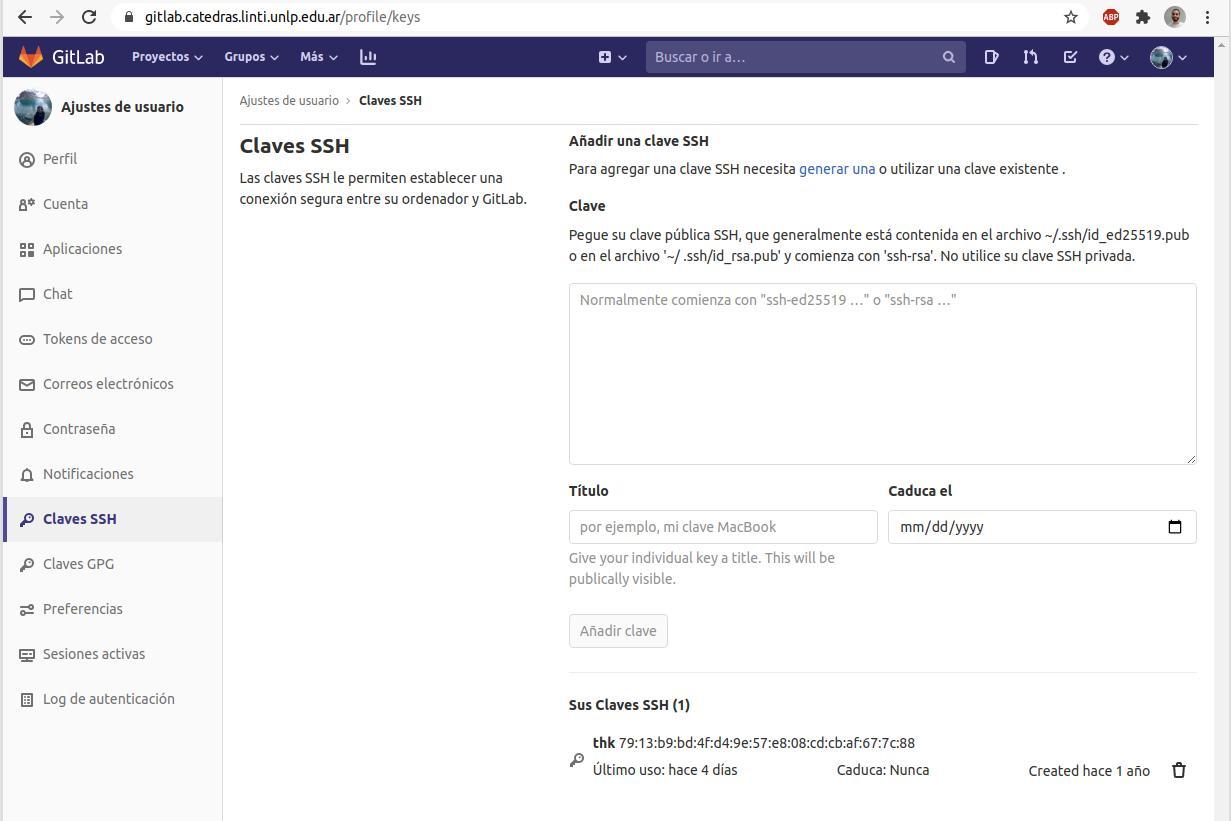 gitlab.catedras.linti.unlp.edu.ar/profile/keys
ABP
GitLab Proyectos Grupos Más Buscar o ir a…
Ajustes de usuario
Perfil
Cuenta
Aplicaciones
Chat
Tokens de acceso
Correos electrónicos
Contraseña
Notificaciones
Claves SSH
Claves GPG
Preferencias
Sesiones activas
Log de autenticación
Ajustes de usuario › Claves SSH
Claves SSH
Las claves SSH le permiten establecer una
conexión segura entre su ordenador y GitLab.
Añadir una clave SSH
Para agregar una clave SSH necesita generar una o utilizar una clave existente .
Clave
Pegue su clave pública SSH, que generalmente está contenida en el archivo ~/.ssh/id_ed25519.pub
o en el archivo '~/ .ssh/id_rsa.pub' y comienza con 'ssh-rsa'. No utilice su clave SSH privada.
Normalmente comienza con "ssh-ed25519 …" o "ssh-rsa …"
Título Caduca el
por ejemplo, mi clave MacBook mm/dd/yyyy
Give your individual key a title. This will be
publically visible.
Añadir clave
Sus Claves SSH (1)
thk 79:13:b9:bd:4f:d4:9e:57:e8:08:cd:cb:af:67:7c:88
Último uso: hace 4 días Caduca: Nunca Created hace 1 año